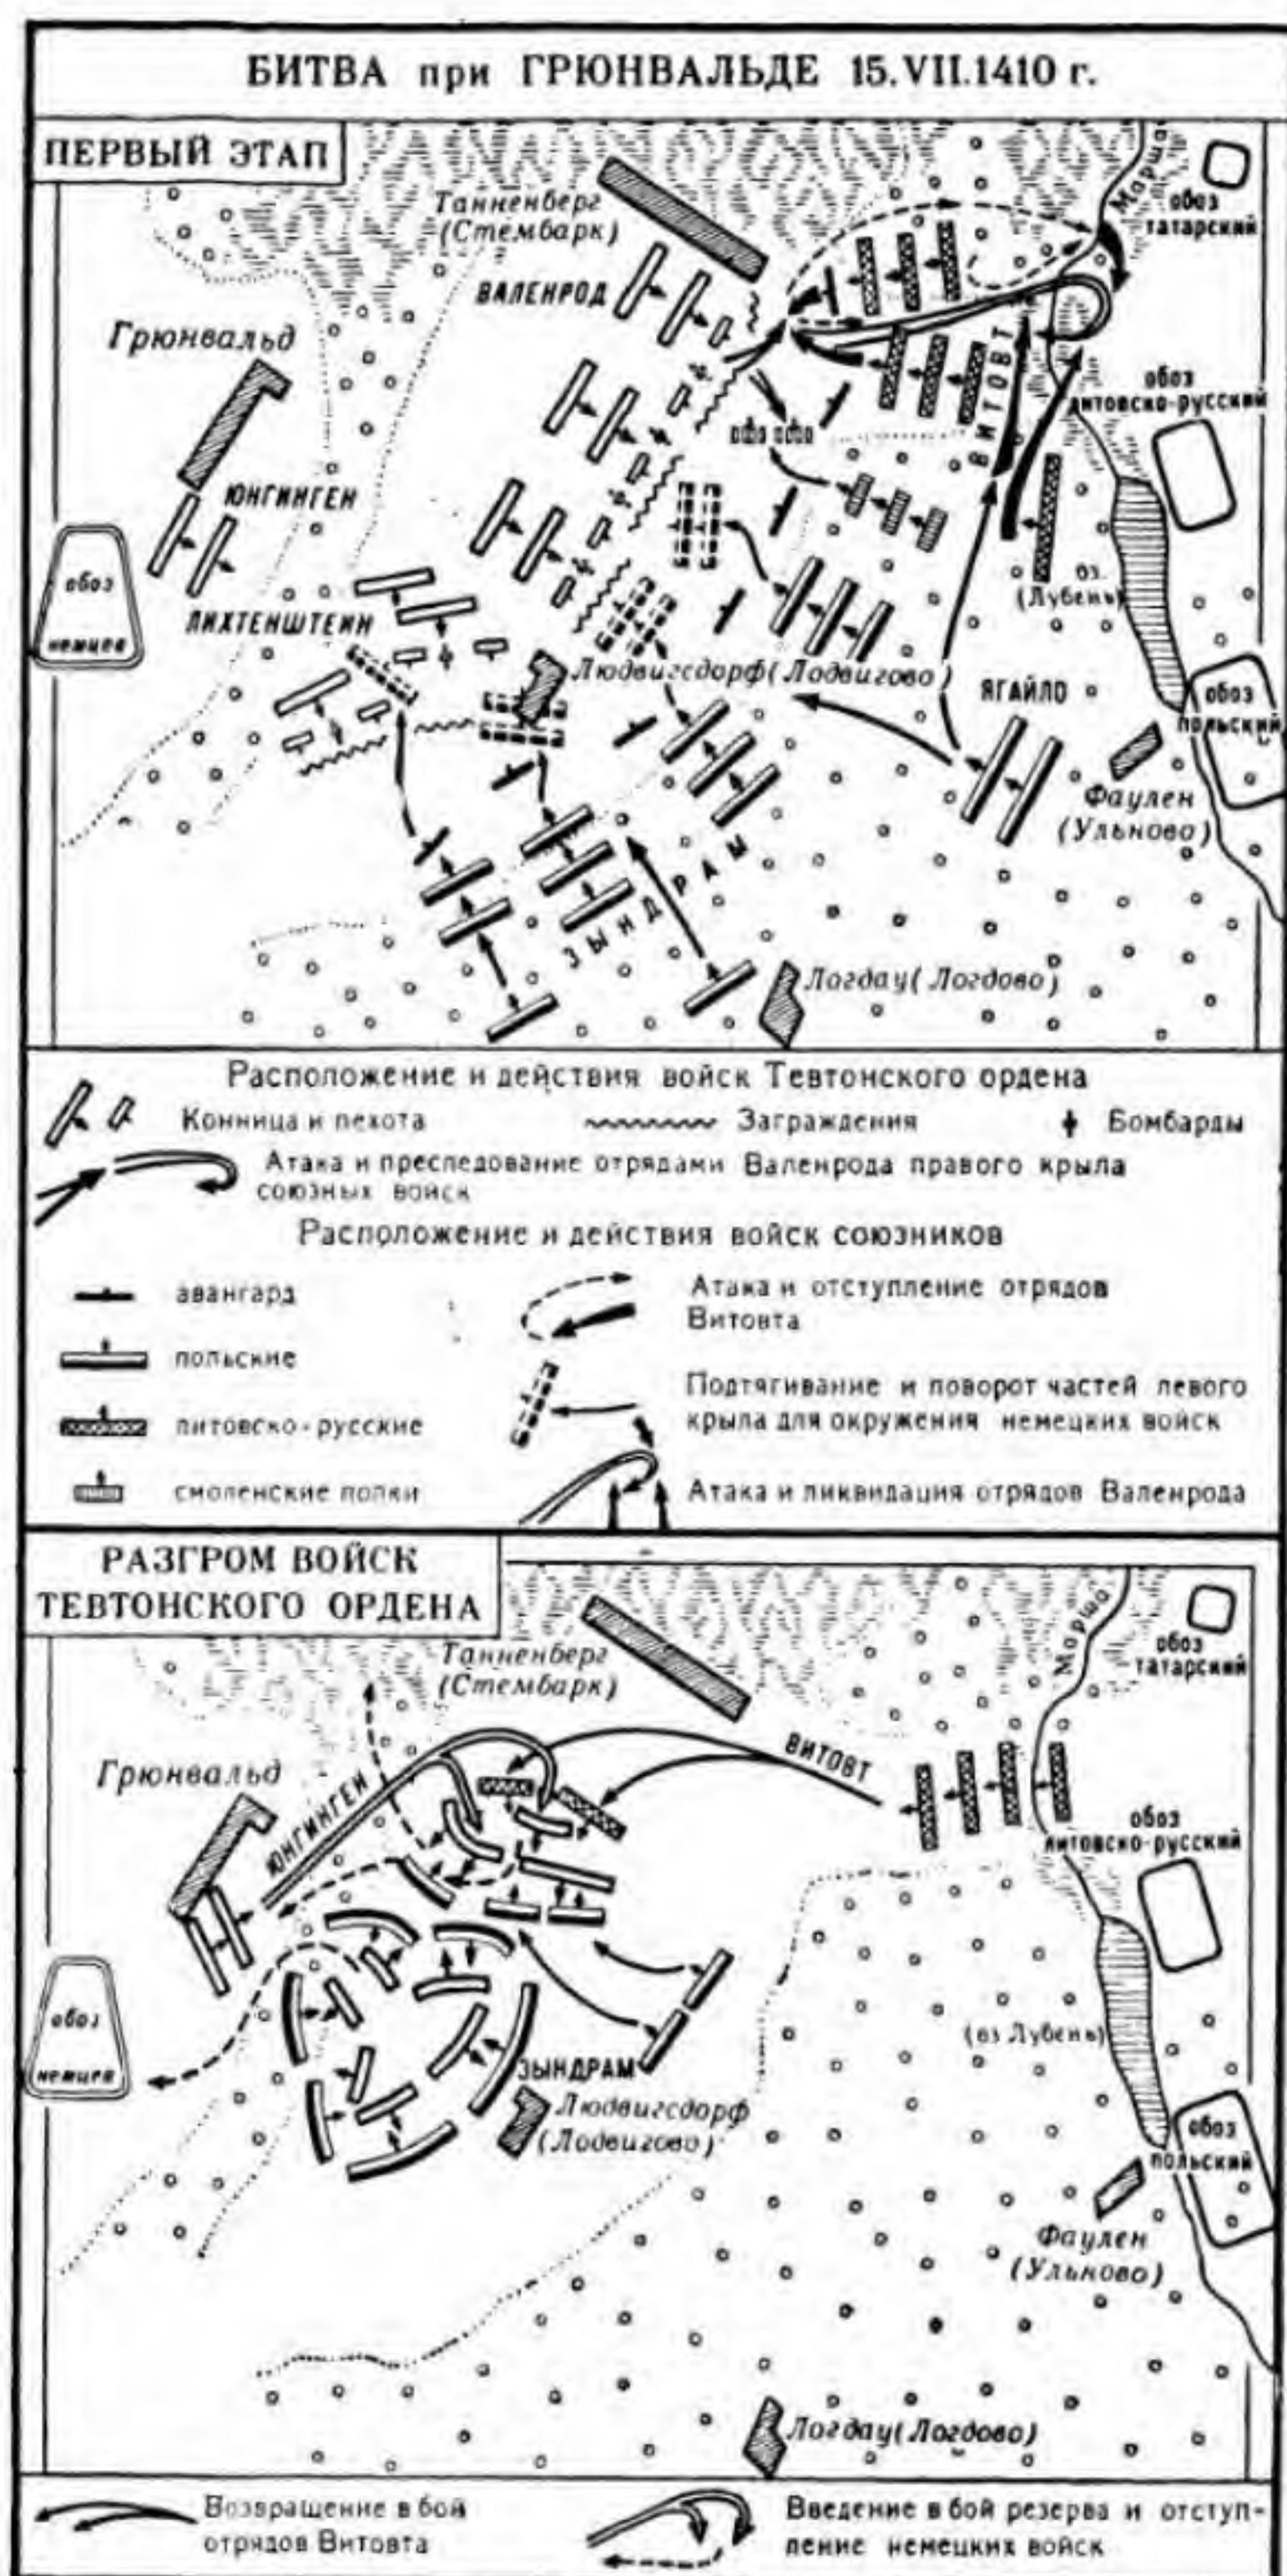 БИТВА при ГРЮНВАЛЬДЕ 15.VII.1410 г.
ПЕРВЫЙ ЭТАП
Марша
обоз
татарский
Танненберг
(Стембарк)
ВАЛЕНРОД
Грюнвальд
ВИТОВТ
обоз
литовско-русский
ЮНГИНГЕН
обоз
немцев
ЛИХТЕНШТЕЙН
оз.
(Лубень)
Людвигсдорф (Лодвигово)
ЯГАЙЛО
обоз
польский
Фаулен
(Ульново)
ЗЫНДРАМ
Логдау (Логдово)
Расположение и действия войск Тевтонского ордена
Конница и пехота
Заграждения
Бомбарды
Атака и преследование отрядами Валенрода правого крыла
союзных войск
Расположение и действия войск союзников
авангард
Атака и отступление отрядов
Витовта
польские
Подтягивание и поворот частей левого
крыла для окружения немецких войск
литовско-русские
смоленские полки
Атака и ликвидация отрядов Валенрода
РАЗГРОМ ВОЙСК
ТЕВТОНСКОГО ОРДЕНА
Марша
обоз
татарский
Танненберг
(Стембарк)
ВИТОВТ
Грюнвальд
ЮНГИНГЕН
обоз
литовско-русский
обоз
немцев
(оз Лубень)
ЗЫНДРАМ
Людвигсдорф
(Лодвигово)
обоз
польский
Фаулен
(Ульново)
Логдау (Логдово)
Возвращение в бой
отрядов Витовта
Введение в бой резерва и отступ-
ление немецких войск